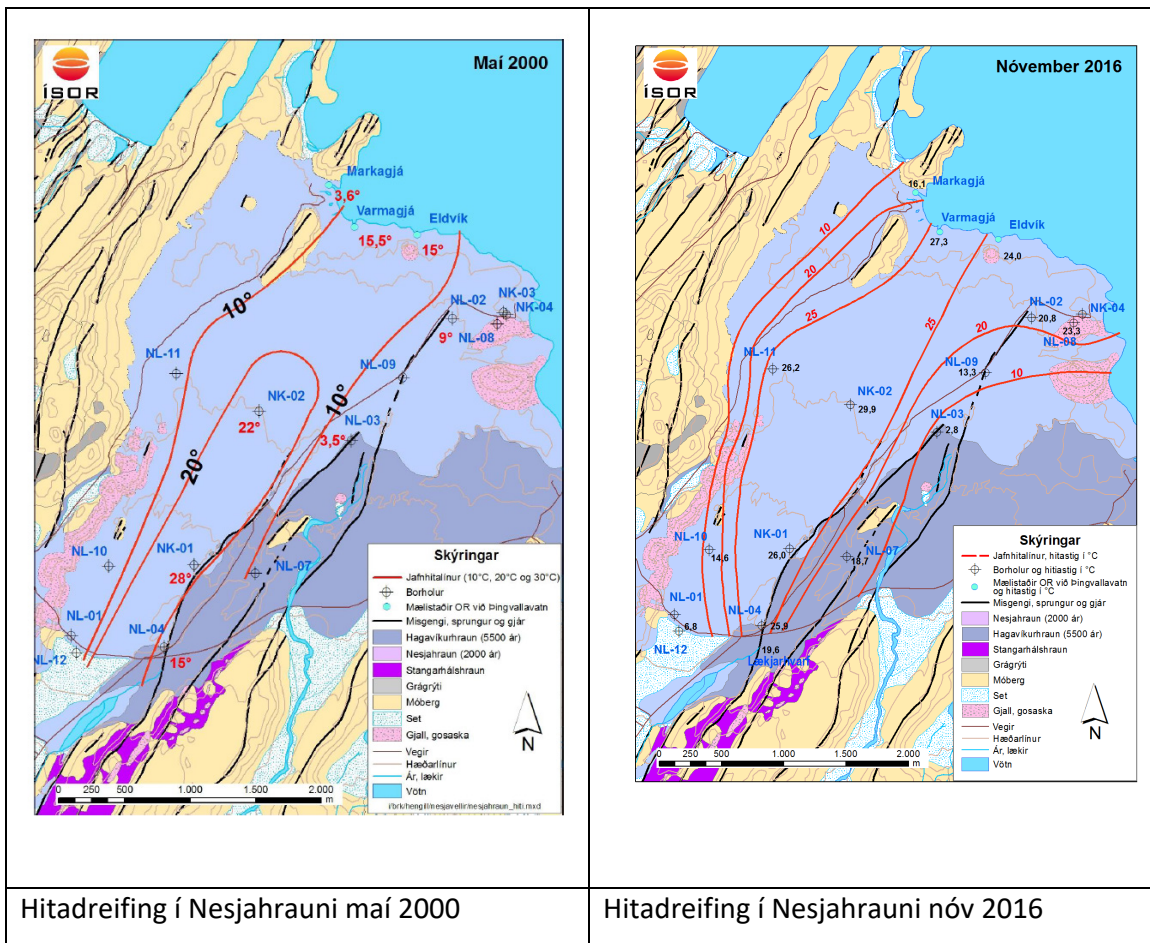 ÍSOR
Maí 2000
Markagjá
3,6°
Varmagjá
Eldvík
15,5°
15°
10°
NL-02
NK-03
NK-04
NL-08
9°
NL-11
NL-09
NK-02
22°
10°
NL-03
3,5°
20°
NL-10
NK-01
28°
NL-07
NL-01
NL-04
NL-12
15°
Skýringar
Jafnhitalínur (10°C, 20°C og 30°C)
Borholur
Mælistaðir OR við Þingvallavatn
Misgengi, sprungur og gjár
Nesjahraun (2000 ár)
Hagavíkurhraun (5500 ár)
Nesjahraun (2000 ár)
Stangarhálshraun
Grágrýti
Móberg
Set
Gjall, gosaska
Vegir
Hæðarlínur
Ár, lækir
Vötn
N
0 250 500 1.000 1.500 2.000
m
i/brk/hengill/nesjavellir/nesjahraun_hiti.mxd
ÍSOR
Nóvember 2016
16,1
Markagjá
Varmagjá
Eldvík
27,3
24,0
10
20
25
25
NL-02
20,8
NK-04
23,3
NL-08
20
10
NL-11
26,2
NL-09
13,3
NK-02
29,9
NL-03
2,8
NL-10
14,6
NK-01
26,0
NL-07
18,7
NL-01
6,8
NL-12
NL-04
25,9
19,6
Lækjarhvan
Skýringar
Jafnhitalínur, hitastig í °C
Borholur og hitiastig í °C
Mælistaðir OR við Þingvallavatn
og hitastig í °C
Misgengi, sprungur og gjár
Nesjahraun (2000 ár)
Hagavíkurhraun (5500 ár)
Stangarhálshraun
Grágrýti
Móberg
Set
Gjall, gosaska
Vegir
Hæðarlínur
Ár, lækir
Vötn
N
0 250 500 1.000 1.500 2.000
m
Hitadreifing í Nesjahrauni maí 2000
Hitadreifing í Nesjahrauni nóv 2016